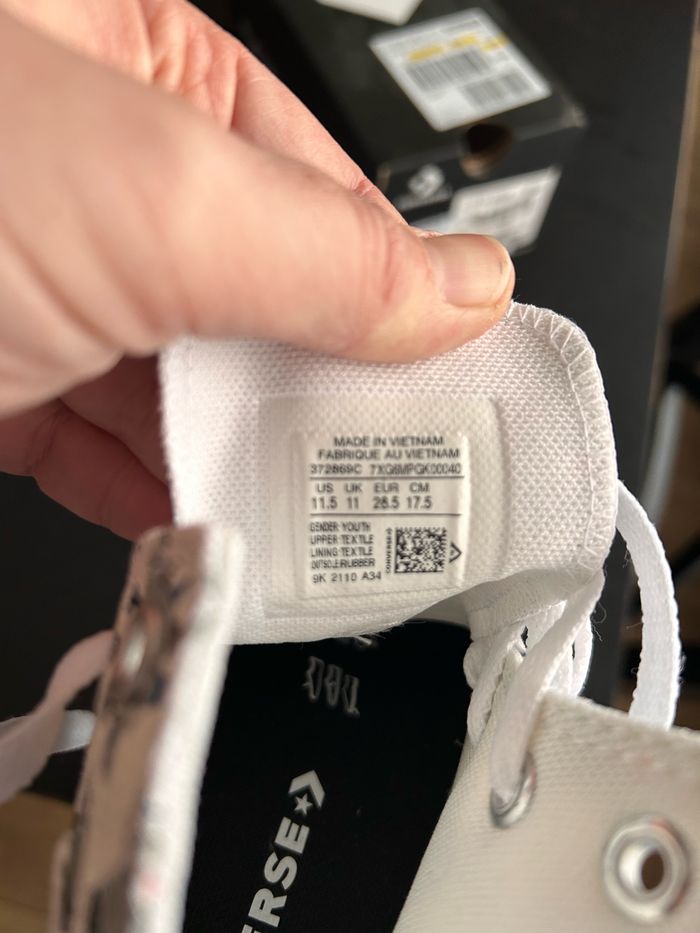 MADE IN VIETNAM
FABRIQUE AU VIETNAM
372869C 7XQ8MPGK00040
US UK EUR CM
11.5 11 28.5 17.5
GENDER:YOUTH
UPPER:TEXTILE
LINING:TEXTILE
OUTSOLE:RUBBER
9K 2110 A34
CONVERSE.©
ERSE